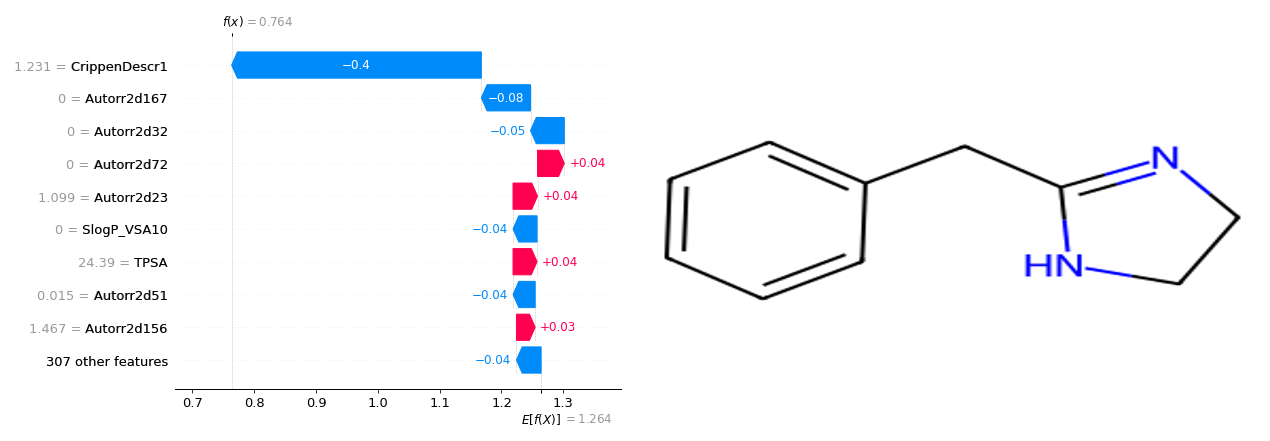 f(x) = 0.764
1.231 = CrippenDescr1
−0.4
0 = Autorr2d167
−0.08
0 = Autorr2d32
−0.05
0 = Autorr2d72
+0.04
1.099 = Autorr2d23
+0.04
0 = SlogP_VSA10
−0.04
24.39 = TPSA
+0.04
0.015 = Autorr2d51
−0.04
1.467 = Autorr2d156
+0.03
307 other features
−0.04
0.7 0.8 0.9 1.0 1.1 1.2 1.3
E[f(X)] = 1.264
N
HN